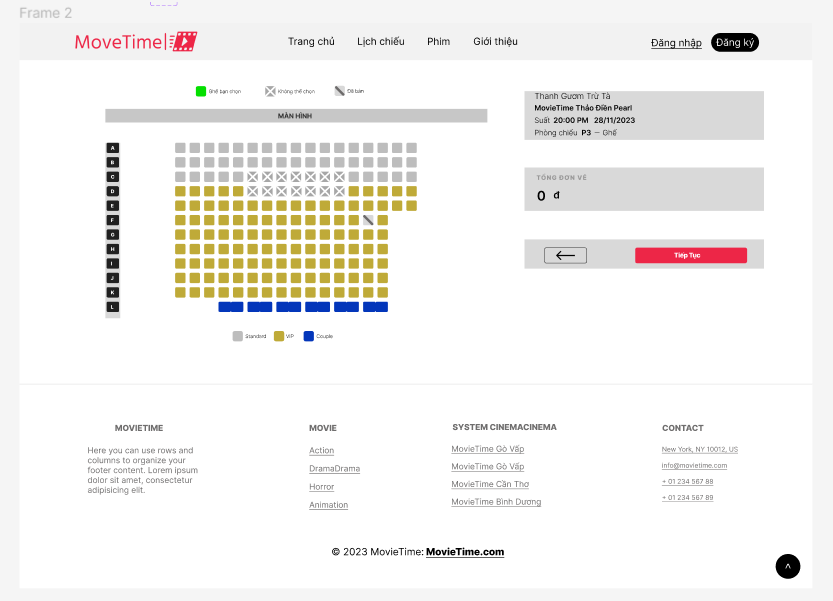 Frame 2
MoveTime
Trang chủ
Lịch chiếu
Phim
Giới thiệu
Đăng nhập
Đăng ký
Ghế bạn chọn
Không thể chọn
Đã bán
MÀN HÌNH
A
B
C
D
E
F
G
H
I
J
K
L
Standard
VIP
Couple
Thanh Gươm Trừ Tà
MovieTime Thảo Điền Pearl
Suất 20:00 PM 28/11/2023
Phòng chiếu P3 – Ghế
TỔNG ĐƠN VÉ
0 đ
Tiếp Tục
MOVIETIME
Here you can use rows and
columns to organize your
footer content. Lorem ipsum
dolor sit amet, consectetur
adipisicing elit.
MOVIE
Action
DramaDrama
Horror
Animation
SYSTEM CINEMACINEMA
MovieTime Gò Vấp
MovieTime Gò Vấp
MovieTime Cần Thơ
MovieTime Bình Dương
CONTACT
New York, NY 10012, US
info@movietime.com
+ 01 234 567 88
+ 01 234 567 89
© 2023 MovieTime: MovieTime.com